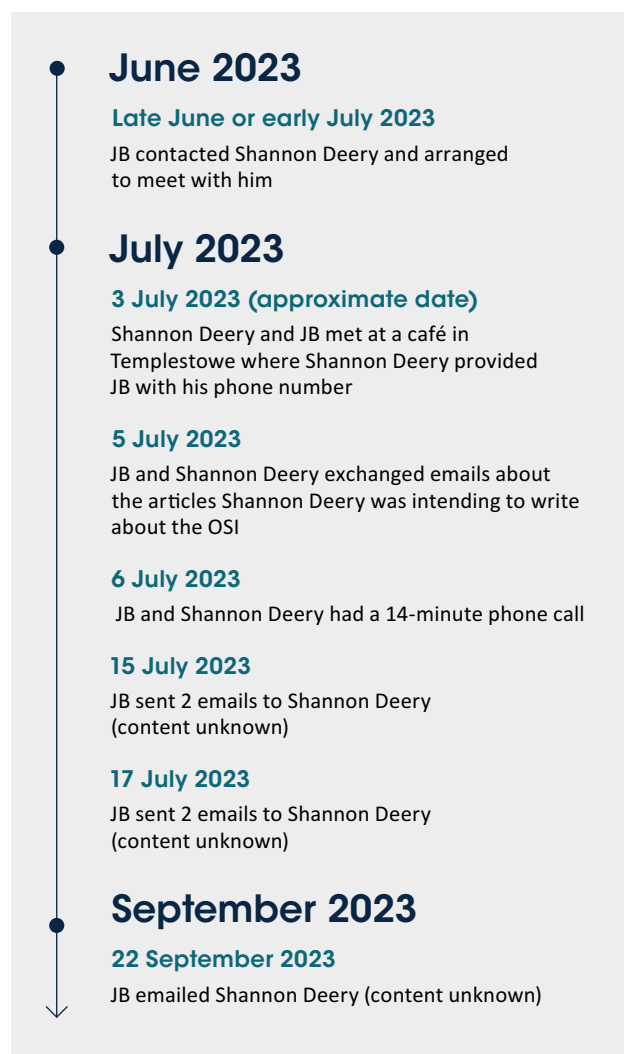 June 2023
Late June or early July 2023
JB contacted Shannon Deery and arranged
to meet with him
July 2023
3 July 2023 (approximate date)
Shannon Deery and JB met at a café in
Templestowe where Shannon Deery provided
JB with his phone number
5 July 2023
JB and Shannon Deery exchanged emails about
the articles Shannon Deery was intending to write
about the OSI
6 July 2023
JB and Shannon Deery had a 14-minute phone call
15 July 2023
JB sent 2 emails to Shannon Deery
(content unknown)
17 July 2023
JB sent 2 emails to Shannon Deery
(content unknown)
September 2023
22 September 2023
JB emailed Shannon Deery (content unknown)